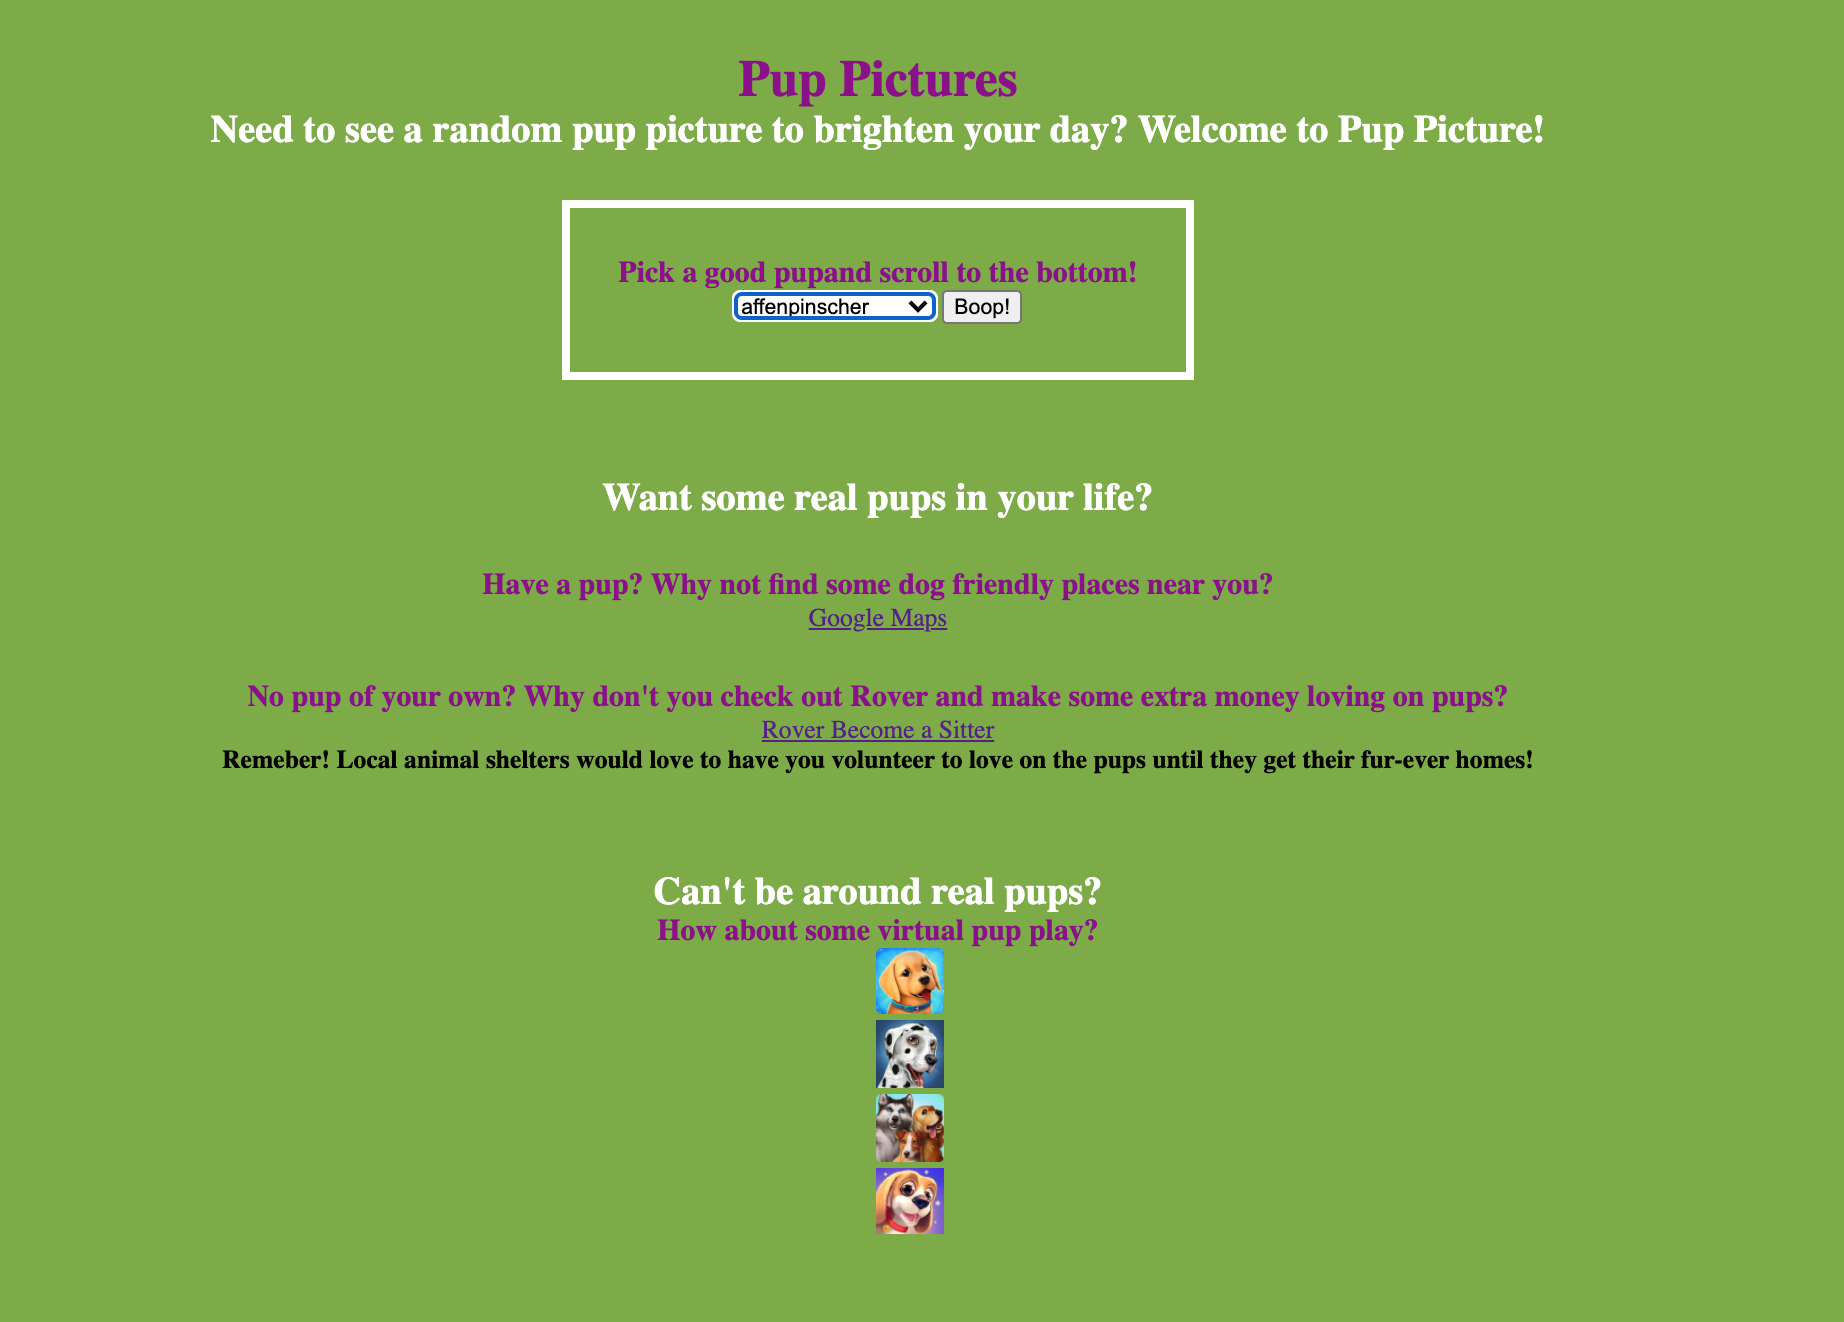 Pup Pictures
Need to see a random pup picture to brighten your day? Welcome to Pup Picture!
Pick a good pupand scroll to the bottom!
affenpinscher Boop!
Want some real pups in your life?
Have a pup? Why not find some dog friendly places near you?
Google Maps
No pup of your own? Why don't you check out Rover and make some extra money loving on pups?
Rover Become a Sitter
Remeber! Local animal shelters would love to have you volunteer to love on the pups until they get their fur-ever homes!
Can't be around real pups?
How about some virtual pup play?